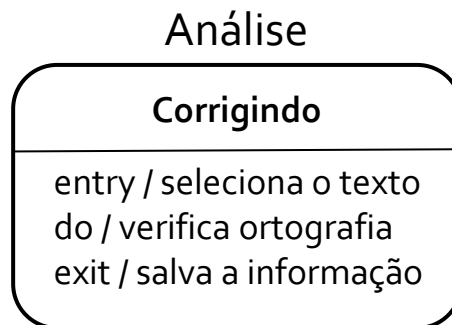 Análise
Corrigindo
entry / seleciona o texto
do / verifica ortografia
exit / salva a informação